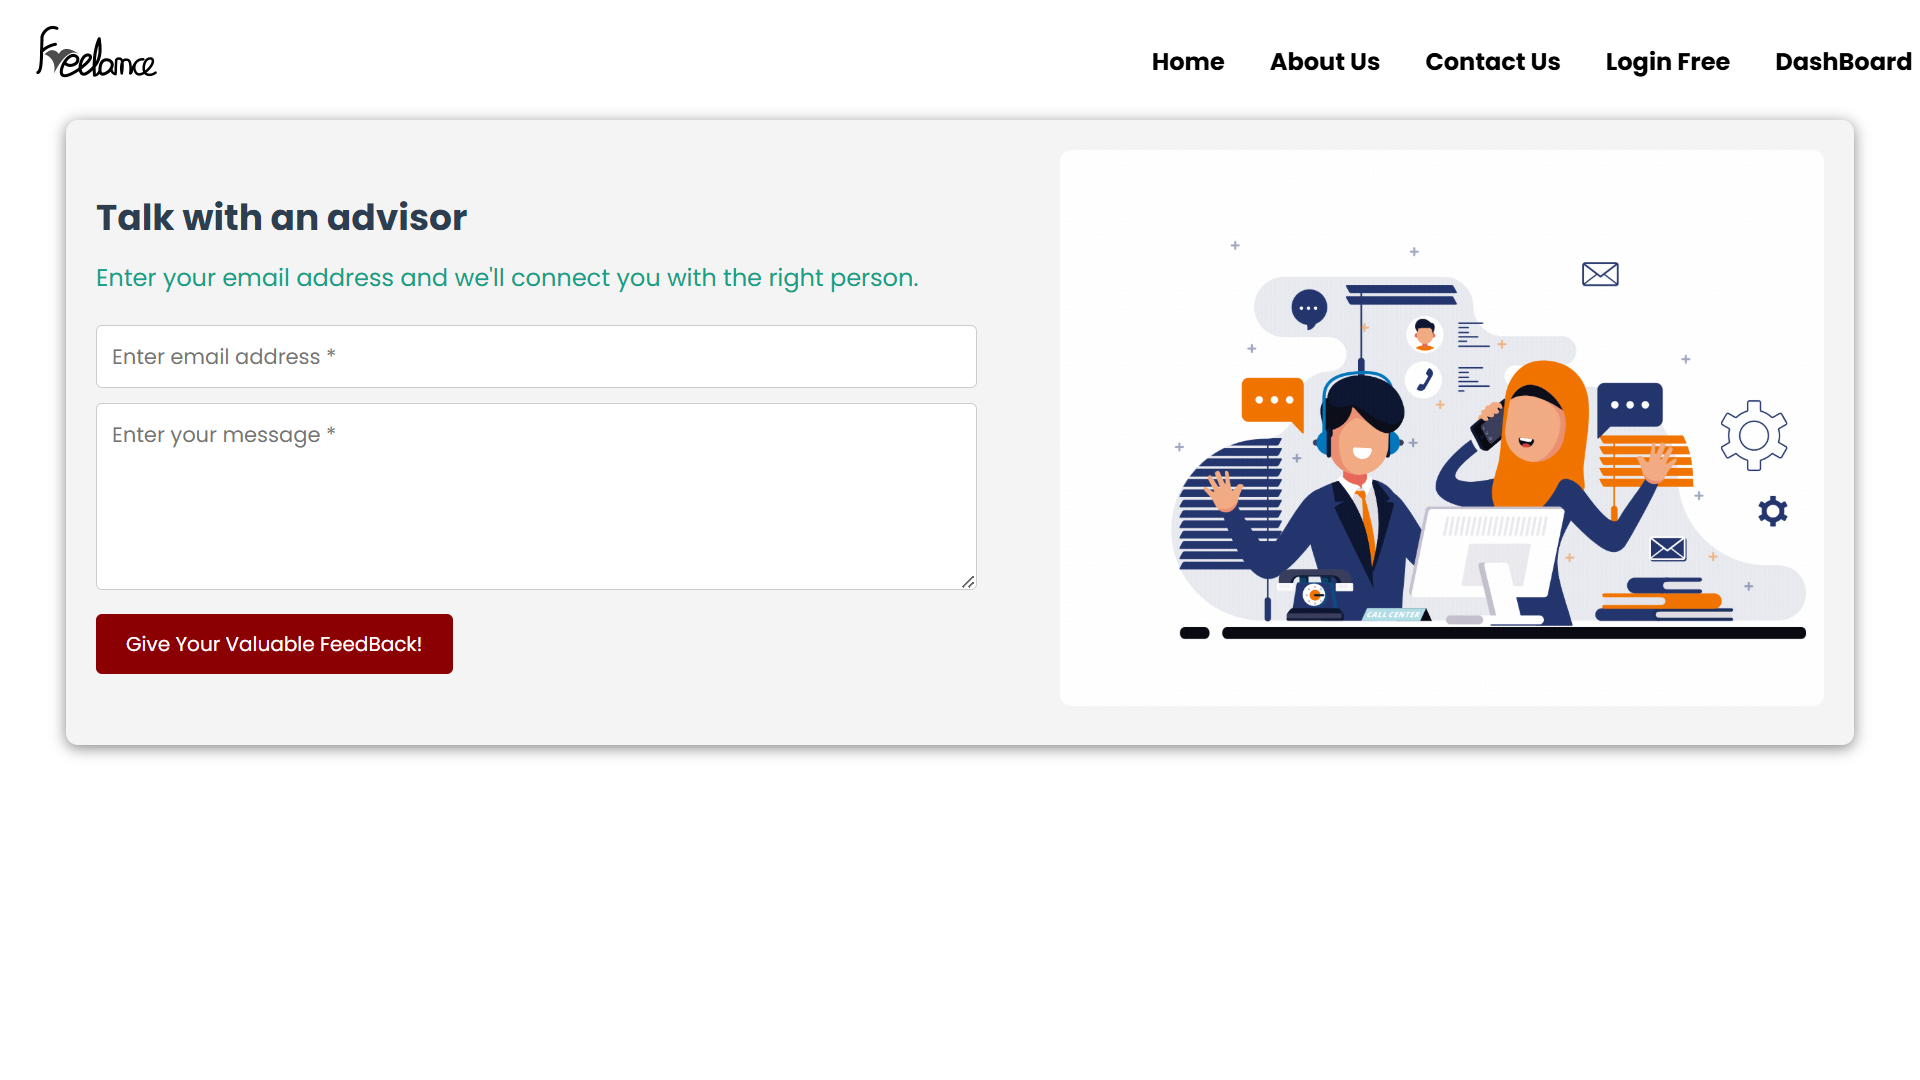 Freelance
Home About Us Contact Us Login Free DashBoard
Talk with an advisor
Enter your email address and we'll connect you with the right person.
Enter email address *
Enter your message *
Give Your Valuable FeedBack!
CALL CENTER